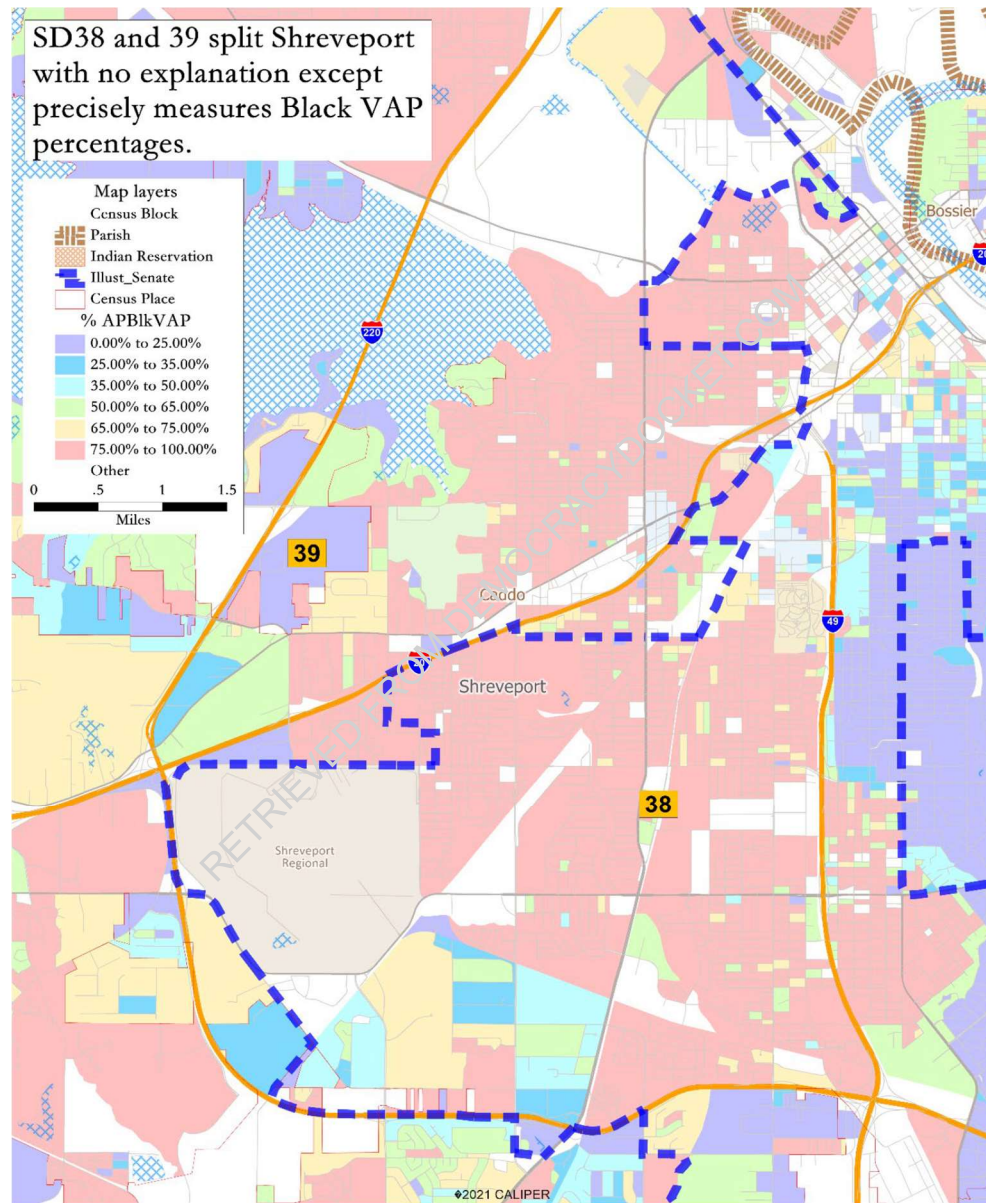 SD38 and 39 split Shreveport
with no explanation except
precisely measures Black VAP
percentages.
Map layers
Census Block
Parish
Indian Reservation
Illust_Senate
Census Place
% APBlkVAP
0.00% to 25.00%
25.00% to 35.00%
35.00% to 50.00%
50.00% to 65.00%
65.00% to 75.00%
75.00% to 100.00%
Other
0 .5 1 1.5
Miles
Bossier
220
39
Caddo
49
20
Shreveport
38
Shreveport
Regional
RETRIEVED FROM DEMOCRACYDOCKET.COM
�2021 CALIPER